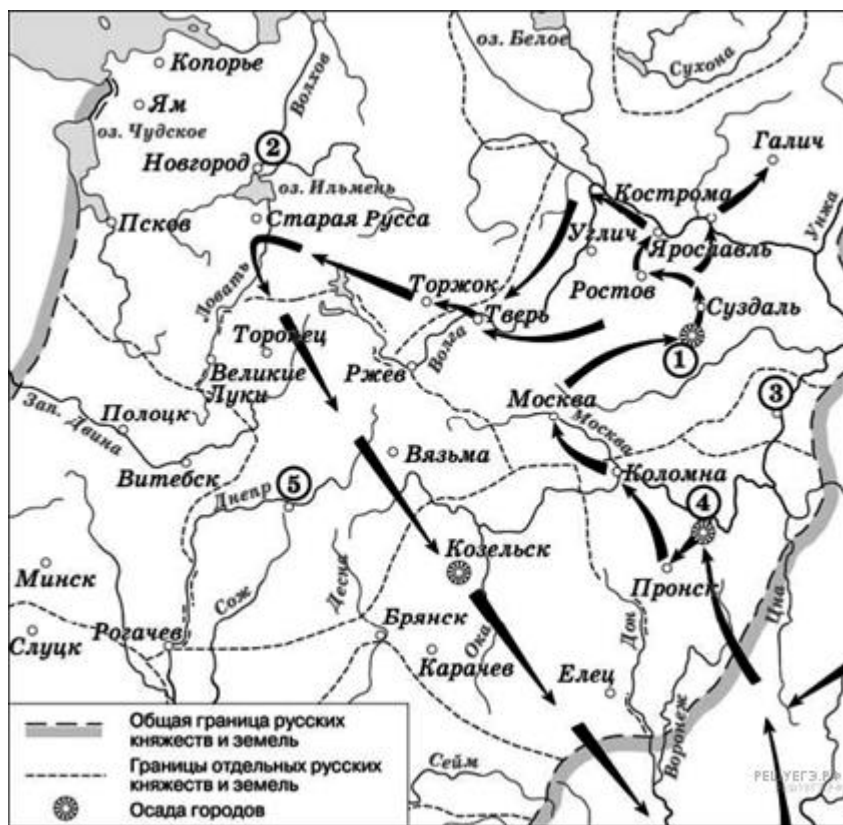 оз. Белое
Сухона
Копорье
Волхов
Ям
оз. Чудское
Галич
Новгород
2
оз. Ильмень
Кострома
Унжа
Псков
Старая Русса
Углич
Ярославль
Ловать
Торжок
Ростов
Суздаль
Тверь
Торопец
Волга
1
Великие
Луки
Ржев
Москва
3
Зап. Двина
Полоцк
Москва
Витебск
Вязьма
Коломна
Днепр
5
4
Козельск
Минск
Сож
Десна
Пронск
Цна
Слуцк
Рогачев
Брянск
Ока
Дон
Карачев
Елец
Воронеж
Сейм
Общая граница русских
княжеств и земель
Границы отдельных русских
княжеств и земель
Осада городов
РЕШУЕГЭ.РФ